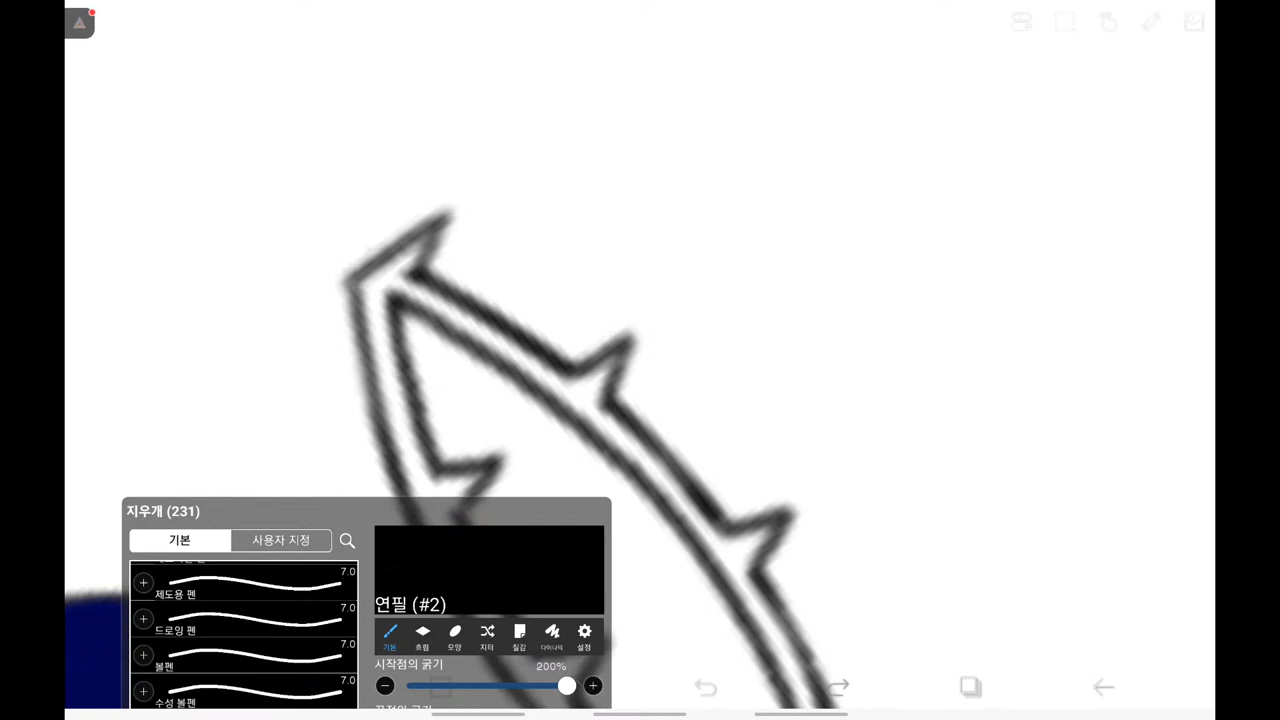 지우개 (231)
기본 사용자 지정
7.0
제도용 펜
7.0
드로잉 펜
7.0
볼펜
7.0
수성 볼펜
연필 (#2)
기본 흐림 모양 지터 질감 다이나믹 설정
시작점의 굵기 200%